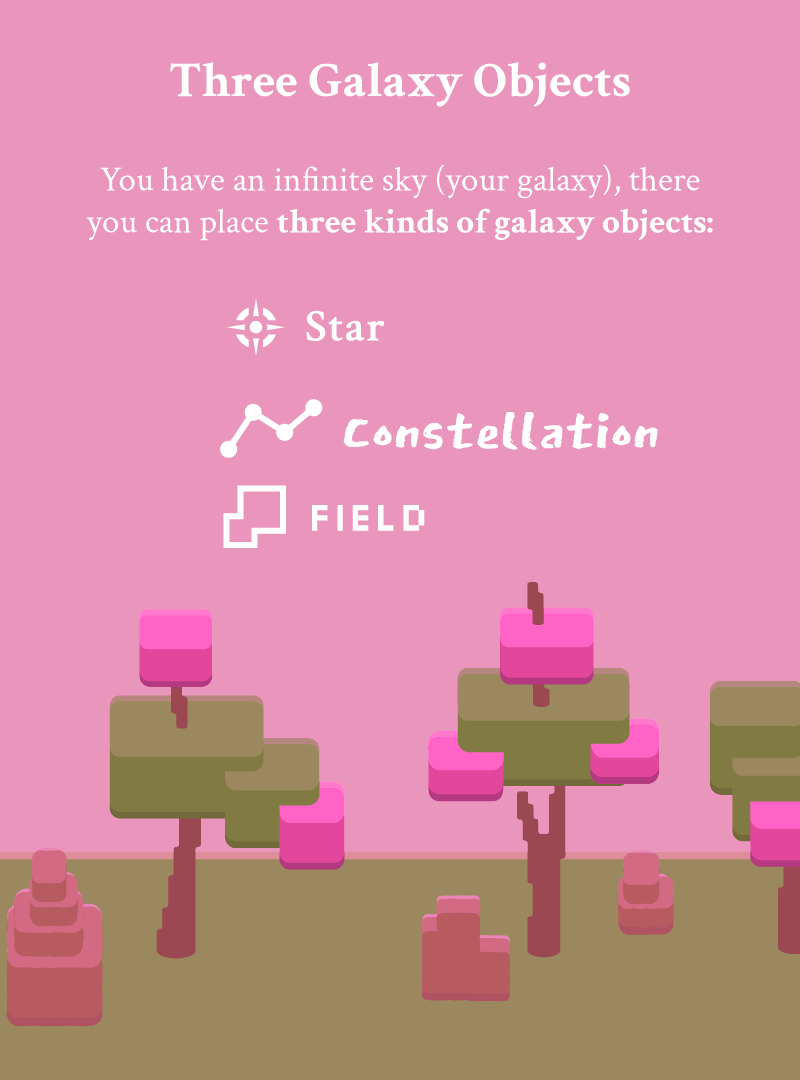 Three Galaxy Objects
You have an infinite sky (your galaxy), there
you can place three kinds of galaxy objects:
Star
Constellation
FIELD